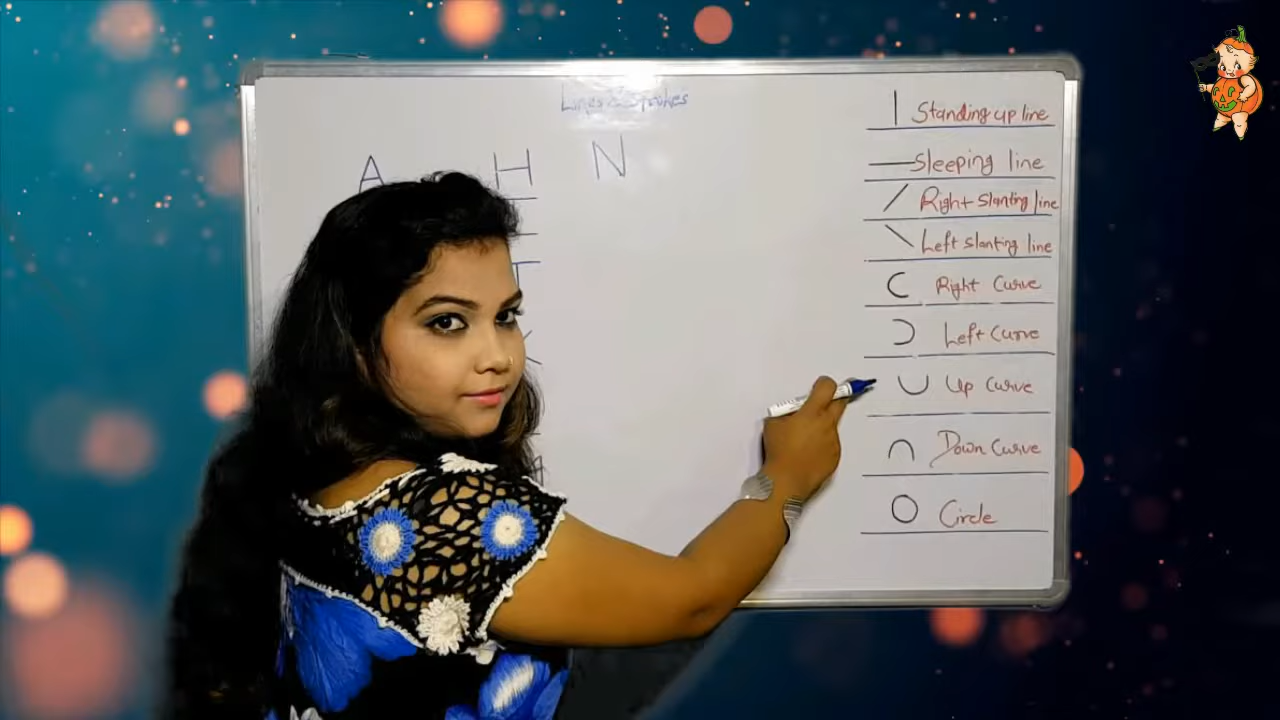 Lines & Strokes
A H N
T
Standing up line
Sleeping line
Right slanting line
Left slanting line
Right Curve
Left Curve
Up Curve
Down Curve
Circle